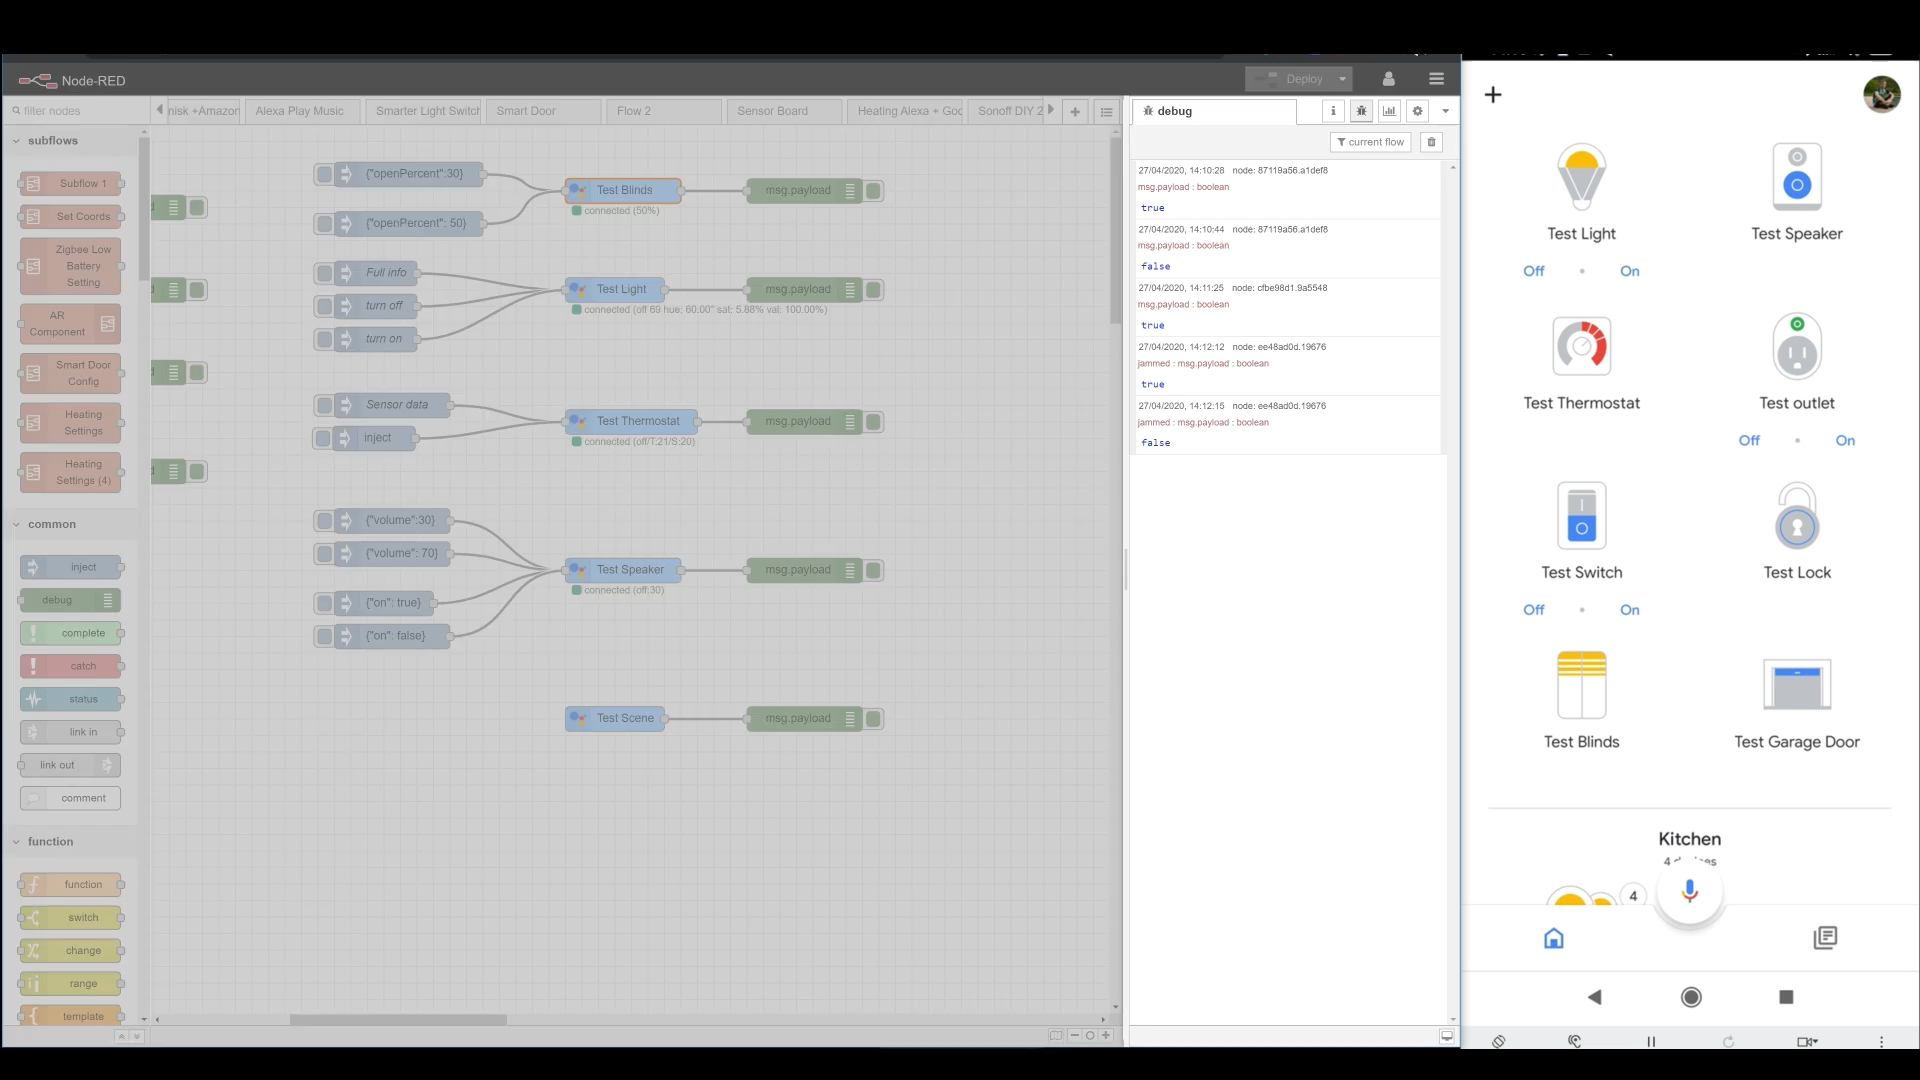 Node-RED
Deploy
filter nodes
nisk +Amazon
Alexa Play Music
Smarter Light Switch
Smart Door
Flow 2
Sensor Board
Heating Alexa + Goo
Sonoff DIY 2
debug
current flow
subflows
Subflow 1
Set Coords
Zigbee Low
Battery
Setting
AR
Component
Smart Door
Config
Heating
Settings
Heating
Settings (4)
common
inject
debug
complete
catch
status
link in
link out
comment
function
function
switch
change
range
template
{"openPercent":30}
{"openPercent": 50}
Test Blinds
connected (50%)
msg.payload
Full info
turn off
turn on
Test Light
connected (off 69 hue: 60.00° sat: 5.88% val: 100.00%)
msg.payload
Sensor data
inject
Test Thermostat
connected (off/T:21/S:20)
msg.payload
{"volume":30}
{"volume": 70}
{"on": true}
{"on": false}
Test Speaker
connected (off:30)
msg.payload
Test Scene
msg.payload
27/04/2020, 14:10:28 node: 87119a56.a1def8
msg.payload : boolean
true
27/04/2020, 14:10:44 node: 87119a56.a1def8
msg.payload : boolean
false
27/04/2020, 14:11:25 node: cfbe98d1.9a5548
msg.payload : boolean
true
27/04/2020, 14:12:12 node: ee48ad0d.19676
jammed : msg.payload : boolean
true
27/04/2020, 14:12:15 node: ee48ad0d.19676
jammed : msg.payload : boolean
false
Test Light
Off On
Test Speaker
Test Thermostat
Test outlet
Off On
Test Switch
Off On
Test Lock
Test Blinds
Test Garage Door
Kitchen
4
4